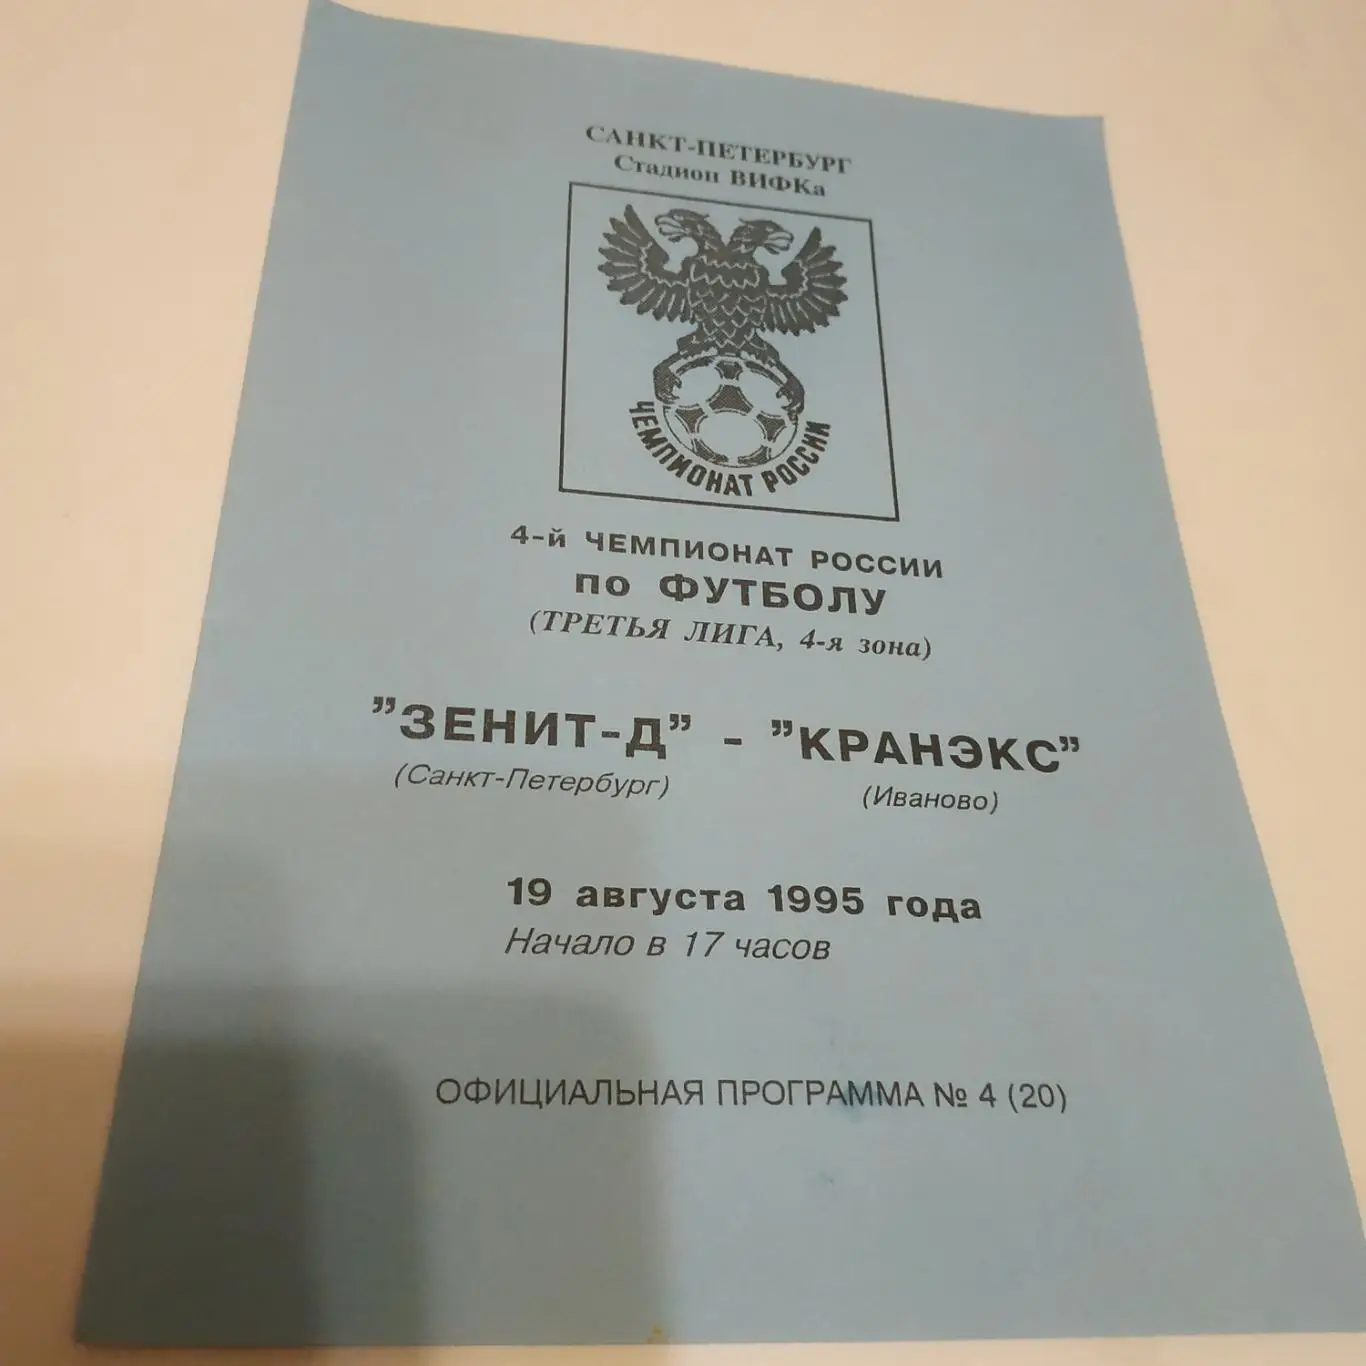 САНКТ-ПЕТЕРБУРГ
Стадион ВИФКа
ЧЕМПИОНАТ РОССИИ
4-й ЧЕМПИОНАТ РОССИИ
по ФУТБОЛУ
(ТРЕТЬЯ ЛИГА, 4-я зона)
"ЗЕНИТ-Д" - "КРАНЭКС"
(Санкт-Петербург) (Иваново)
19 августа 1995 года
Начало в 17 часов
ОФИЦИАЛЬНАЯ ПРОГРАММА № 4 (20)